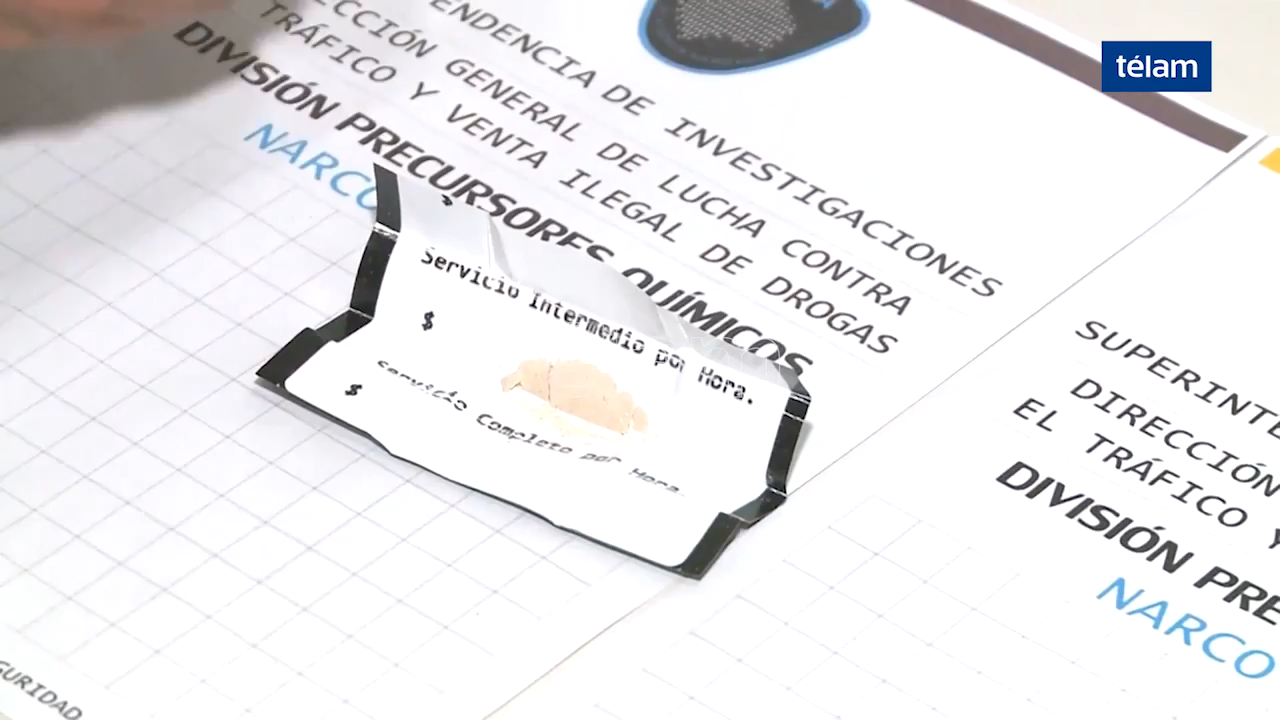 télam
ENDENCIA DE INVESTIGACIONES
CCIÓN GENERAL DE LUCHA CONTRA
TRÁFICO Y VENTA ILEGAL DE DROGAS
DIVISIÓN PRECURSORES QUÍMICOS
NARCO
Servicio Intermedio por Hora.
$
Servicio Completo por Hora.
$
GURIDAD
SUPERINTE
DIRECCIÓN
EL TRÁFICO Y
DIVISIÓN PRE
NARCO